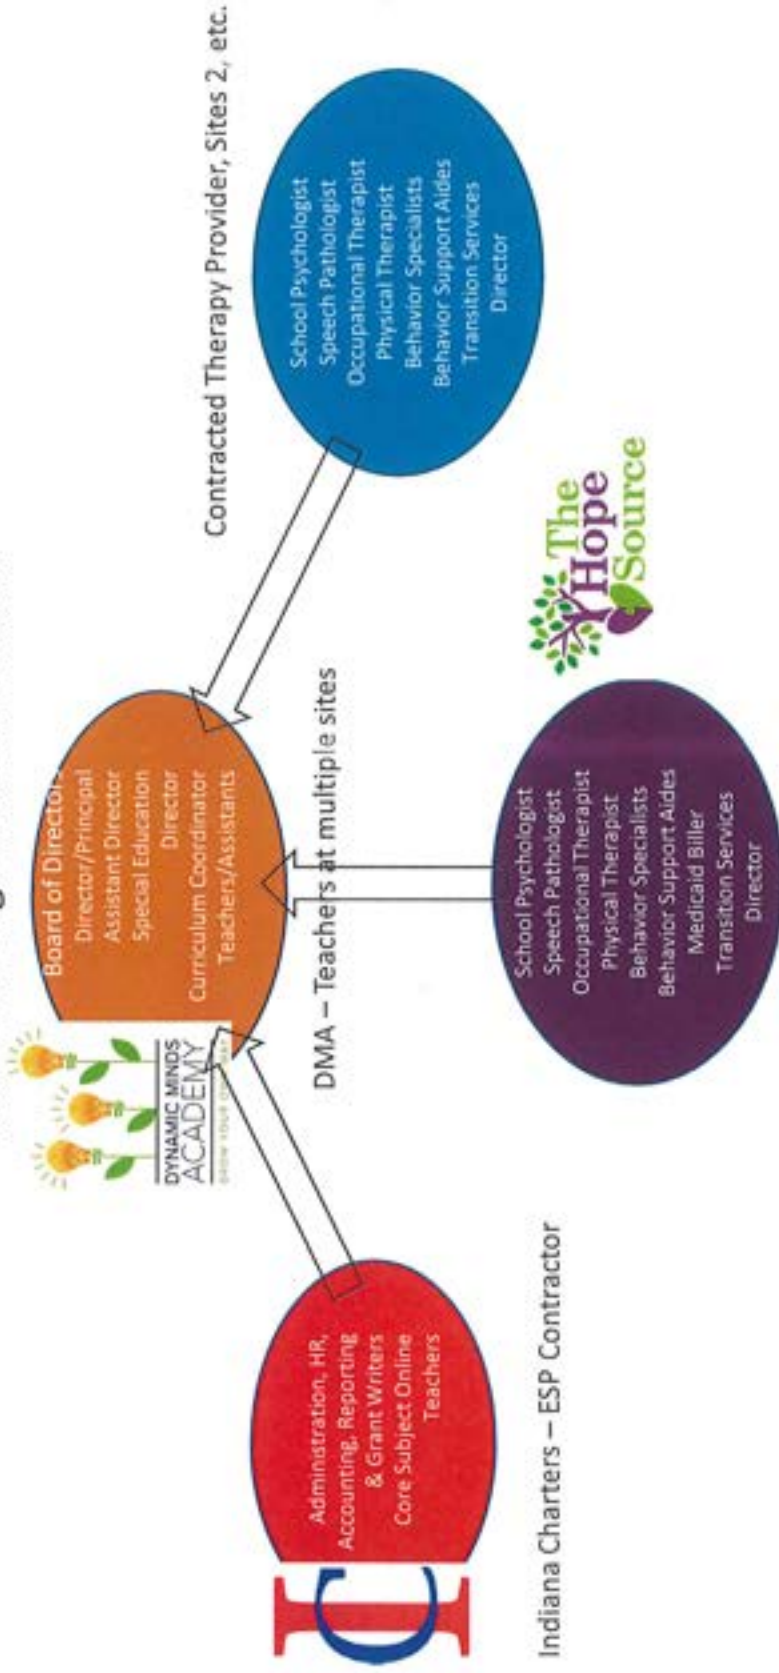 DYNAMIC MINDS
ACADEMY
Board of Director
Director/Principal
Assistant Director
Special Education
Director
Curriculum Coordinator
Teachers/Assistants
Contracted Therapy Provider, Sites 2, etc.
School Psychologist
Speech Pathologist
Occupational Therapist
Physical Therapist
Behavior Specialists
Behavior Support Aides
Transition Services
Director
DMA – Teachers at multiple sites
IC
Administration, HR,
Accounting, Reporting
& Grant Writers
Core Subject Online
Teachers
Indiana Charters – ESP Contractor
School Psychologist
Speech Pathologist
Occupational Therapist
Physical Therapist
Behavior Specialists
Behavior Support Aides
Medicaid Biller
Transition Services
Director
The
Hope
Source